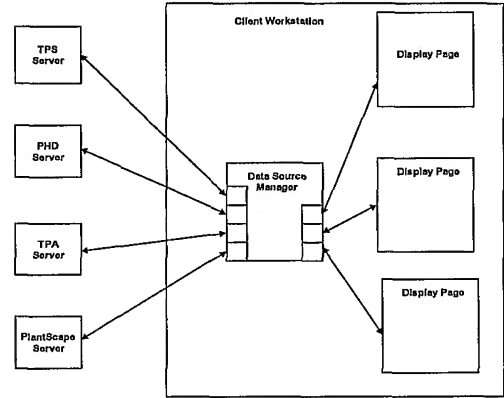 Client Workstation
TPS
Server
Display Page
PHD
Server
Data Source
Manager
Display Page
TPA
Server
Display Page
PlantScape
Server